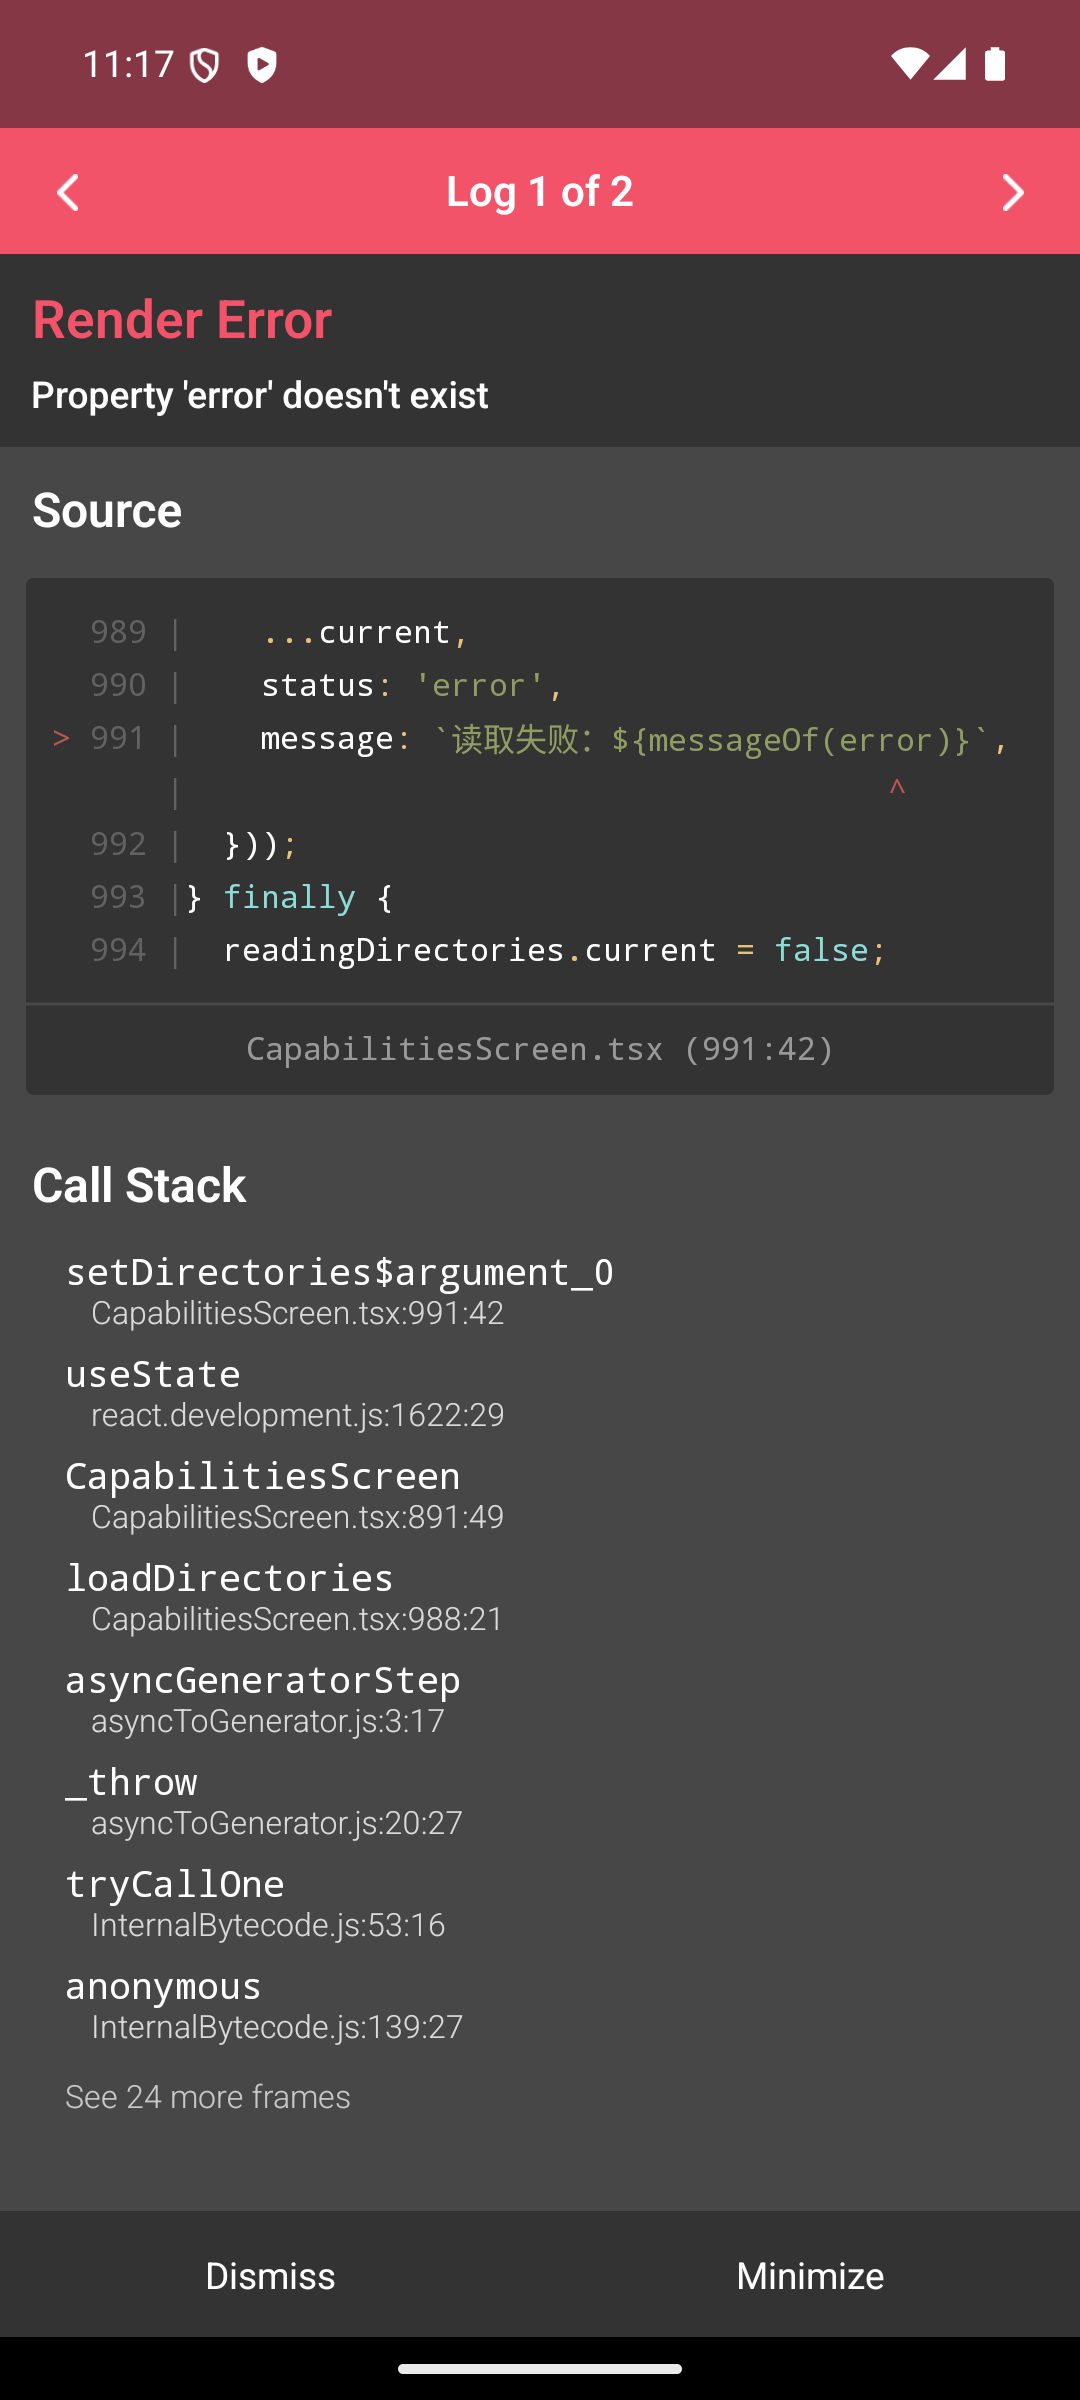 11:17
Log 1 of 2
Render Error
Property 'error' doesn't exist
Source
989 |     ...current,
990 |     status: 'error',
> 991 |     message: `读取失败: ${messageOf(error)}`,
|                                      ^
992 |   }));
993 | } finally {
994 |   readingDirectories.current = false;
CapabilitiesScreen.tsx (991:42)
Call Stack
setDirectories$argument_0
CapabilitiesScreen.tsx:991:42
useState
react.development.js:1622:29
CapabilitiesScreen
CapabilitiesScreen.tsx:891:49
loadDirectories
CapabilitiesScreen.tsx:988:21
asyncGeneratorStep
asyncToGenerator.js:3:17
_throw
asyncToGenerator.js:20:27
tryCallOne
InternalBytecode.js:53:16
anonymous
InternalBytecode.js:139:27
See 24 more frames
Dismiss
Minimize